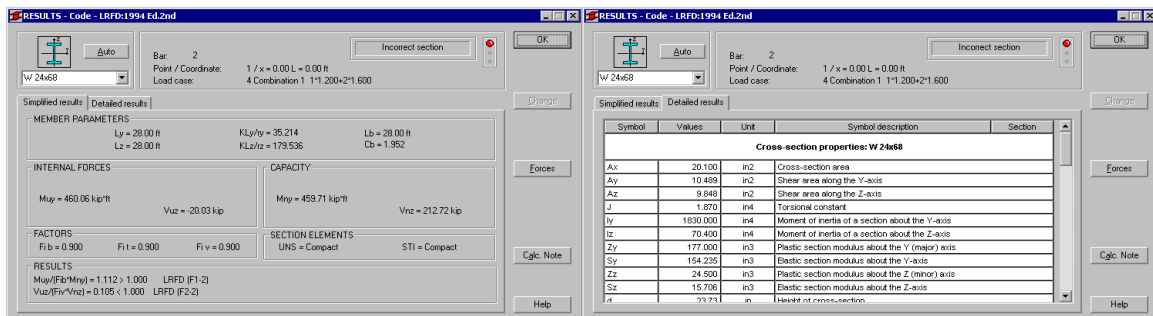 RESULTS - Code - LRFD:1994 Ed.2nd
Auto
W 24x68
Bar: 2
Point / Coordinate: 1 / x = 0.00 L = 0.00 ft
Load case: 4 Combination 1 1*1.200+2*1.600
Incorrect section
OK
Change
Forces
Calc. Note
Help
Simplified results Detailed results
MEMBER PARAMETERS
Ly = 28.00 ft KLy/ry = 35.214 Lb = 28.00 ft
Lz = 28.00 ft KLz/rz = 179.536 Cb = 1.952
INTERNAL FORCES
Muy = 460.06 kip*ft
Vuz = -20.03 kip
CAPACITY
Mny = 459.71 kip*ft
Vnz = 212.72 kip
FACTORS
Fi b = 0.900 Fi t = 0.900 Fi v = 0.900
SECTION ELEMENTS
UNS = Compact STI = Compact
RESULTS
Muy/(Fib*Mny) = 1.112 > 1.000 LRFD (F1-2)
Vuz/(Fiv*Vnz) = 0.105 < 1.000 LRFD (F2-2)
RESULTS - Code - LRFD:1994 Ed.2nd
Auto
W 24x68
Bar: 2
Point / Coordinate: 1 / x = 0.00 L = 0.00 ft
Load case: 4 Combination 1 1*1.200+2*1.600
Incorrect section
OK
Change
Forces
Calc. Note
Help
Simplified results Detailed results
Symbol Values Unit Symbol description Section
Cross-section properties: W 24x68
Ax 20.100 in2 Cross-section area
Ay 10.489 in2 Shear area along the Y-axis
Az 9.848 in2 Shear area along the Z-axis
J 1.870 in4 Torsional constant
Iy 1830.000 in4 Moment of inertia of a section about the Y-axis
Iz 70.400 in4 Moment of inertia of a section about the Z-axis
Zy 177.000 in3 Plastic section modulus about the Y (major) axis
Sy 154.235 in3 Elastic section modulus about the Y-axis
Zz 24.500 in3 Plastic section modulus about the Z (minor) axis
Sz 15.706 in3 Elastic section modulus about the Z-axis
d 23.73 in Height of cross-section